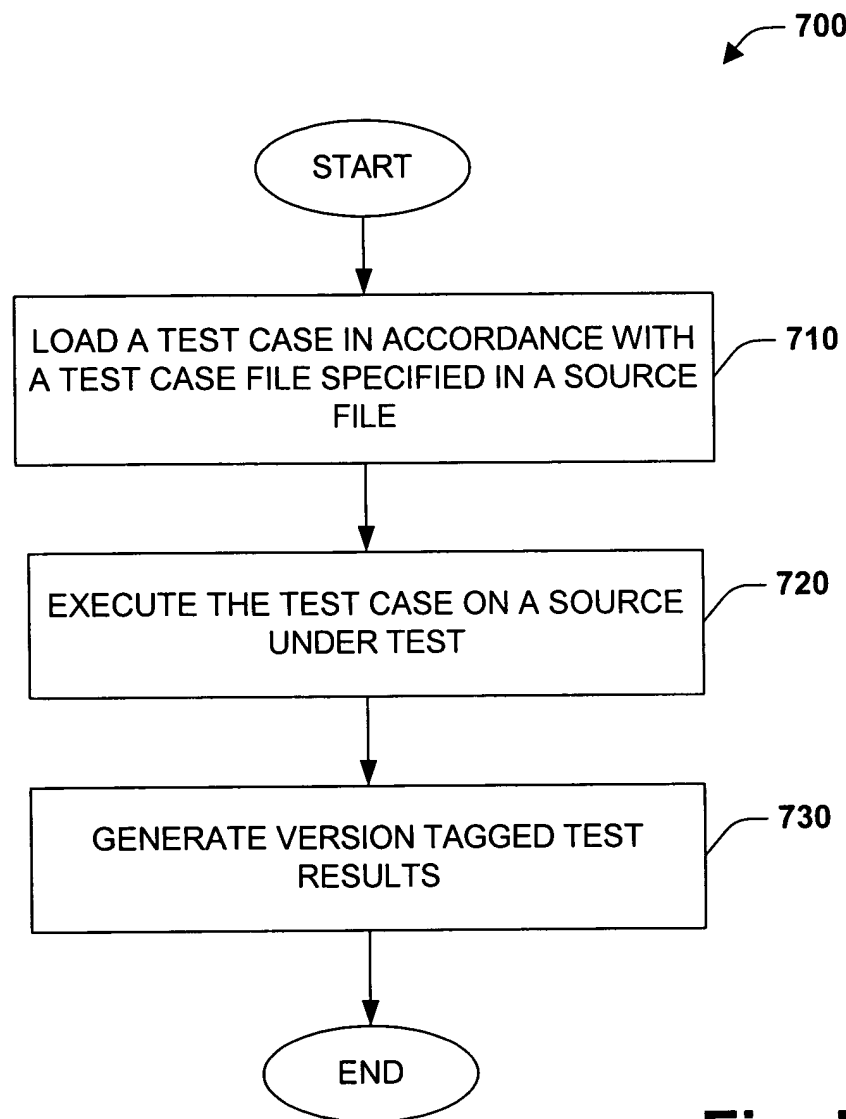 700
START
LOAD A TEST CASE IN ACCORDANCE WITH
A TEST CASE FILE SPECIFIED IN A SOURCE
FILE
710
EXECUTE THE TEST CASE ON A SOURCE
UNDER TEST
720
GENERATE VERSION TAGGED TEST
RESULTS
730
END